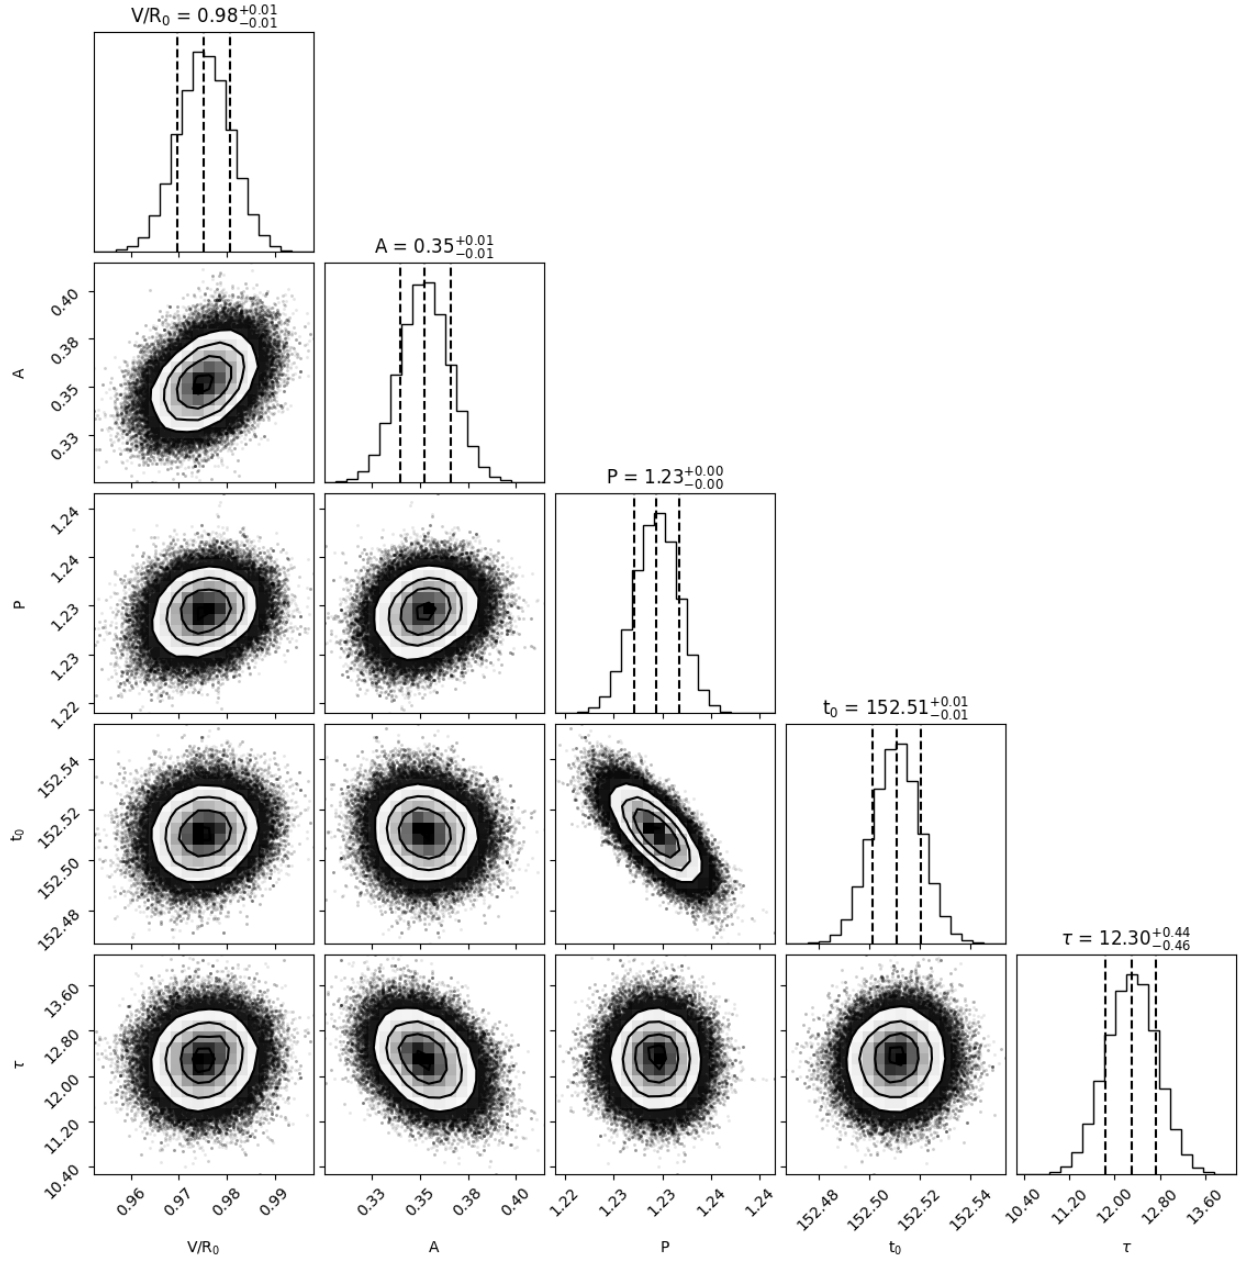 V/R₀ = 0.98⁺⁰·⁰¹₋₀.₀₁
A = 0.35⁺⁰·⁰¹₋₀.₀₁
0.40
0.38
0.35
0.33
A
P = 1.23⁺⁰·⁰⁰₋₀.₀₀
1.24
1.24
1.23
1.23
1.22
P
t₀ = 152.51⁺⁰·⁰¹₋₀.₀₁
152.54
152.52
152.50
152.48
t₀
τ = 12.30⁺⁰·⁴⁴₋₀.₄₆
13.60
12.80
12.00
11.20
10.40
τ
0.96 0.97 0.98 0.99 0.33 0.35 0.38 0.40 1.22 1.23 1.23 1.24 1.24 152.48 152.50 152.52 152.54 10.40 11.20 12.00 12.80 13.60
V/R₀ A P t₀ τ